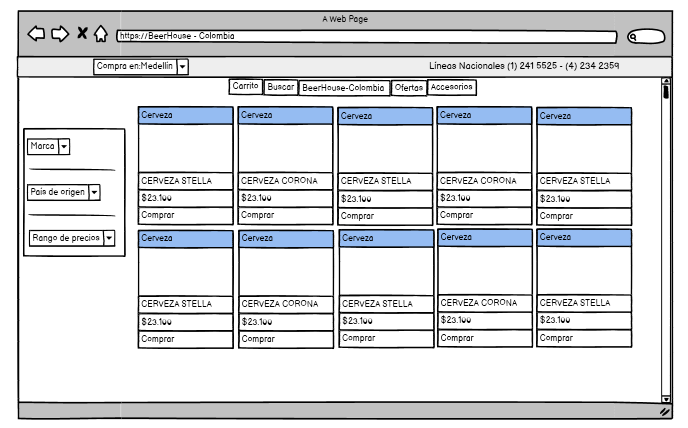 A Web Page
https://BeerHouse - Colombia
Compra en:Medellín
Líneas Nacionales (1) 241 5525 - (4) 234 2359
Carrito Buscar BeerHouse-Colombia Ofertas Accesorios
Marca
País de origen
Rango de precios
Cerveza Cerveza Cerveza Cerveza Cerveza
CERVEZA STELLA CERVEZA CORONA CERVEZA STELLA CERVEZA CORONA CERVEZA STELLA
$23.100 $23.100 $23.100 $23.100 $23.100
Comprar Comprar Comprar Comprar Comprar
Cerveza Cerveza Cerveza Cerveza Cerveza
CERVEZA STELLA CERVEZA CORONA CERVEZA STELLA CERVEZA CORONA CERVEZA STELLA
$23.100 $23.100 $23.100 $23.100 $23.100
Comprar Comprar Comprar Comprar Comprar